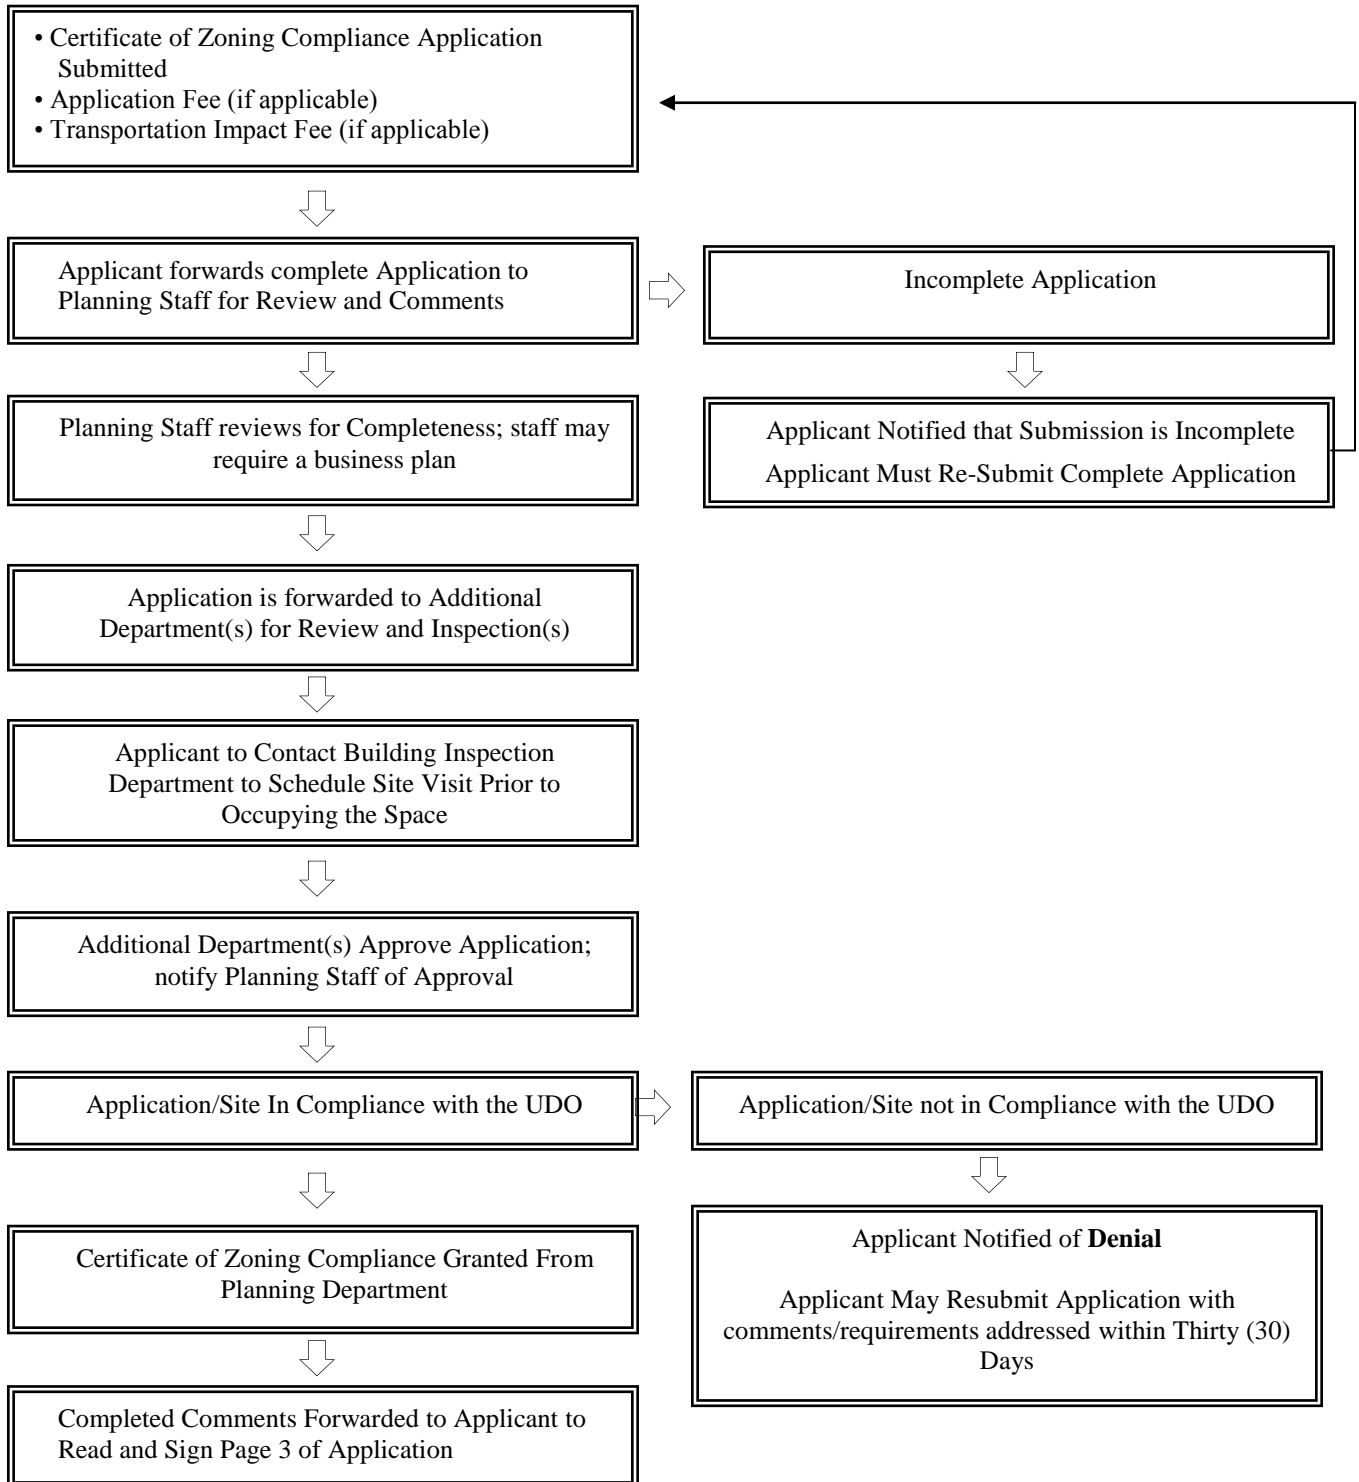 • Certificate of Zoning Compliance Application
Submitted
• Application Fee (if applicable)
• Transportation Impact Fee (if applicable)
Applicant forwards complete Application to
Planning Staff for Review and Comments
Incomplete Application
Planning Staff reviews for Completeness; staff may
require a business plan
Applicant Notified that Submission is Incomplete
Applicant Must Re-Submit Complete Application
Application is forwarded to Additional
Department(s) for Review and Inspection(s)
Applicant to Contact Building Inspection
Department to Schedule Site Visit Prior to
Occupying the Space
Additional Department(s) Approve Application;
notify Planning Staff of Approval
Application/Site In Compliance with the UDO
Application/Site not in Compliance with the UDO
Certificate of Zoning Compliance Granted From
Planning Department
Applicant Notified of Denial
Applicant May Resubmit Application with
comments/requirements addressed within Thirty (30)
Days
Completed Comments Forwarded to Applicant to
Read and Sign Page 3 of Application